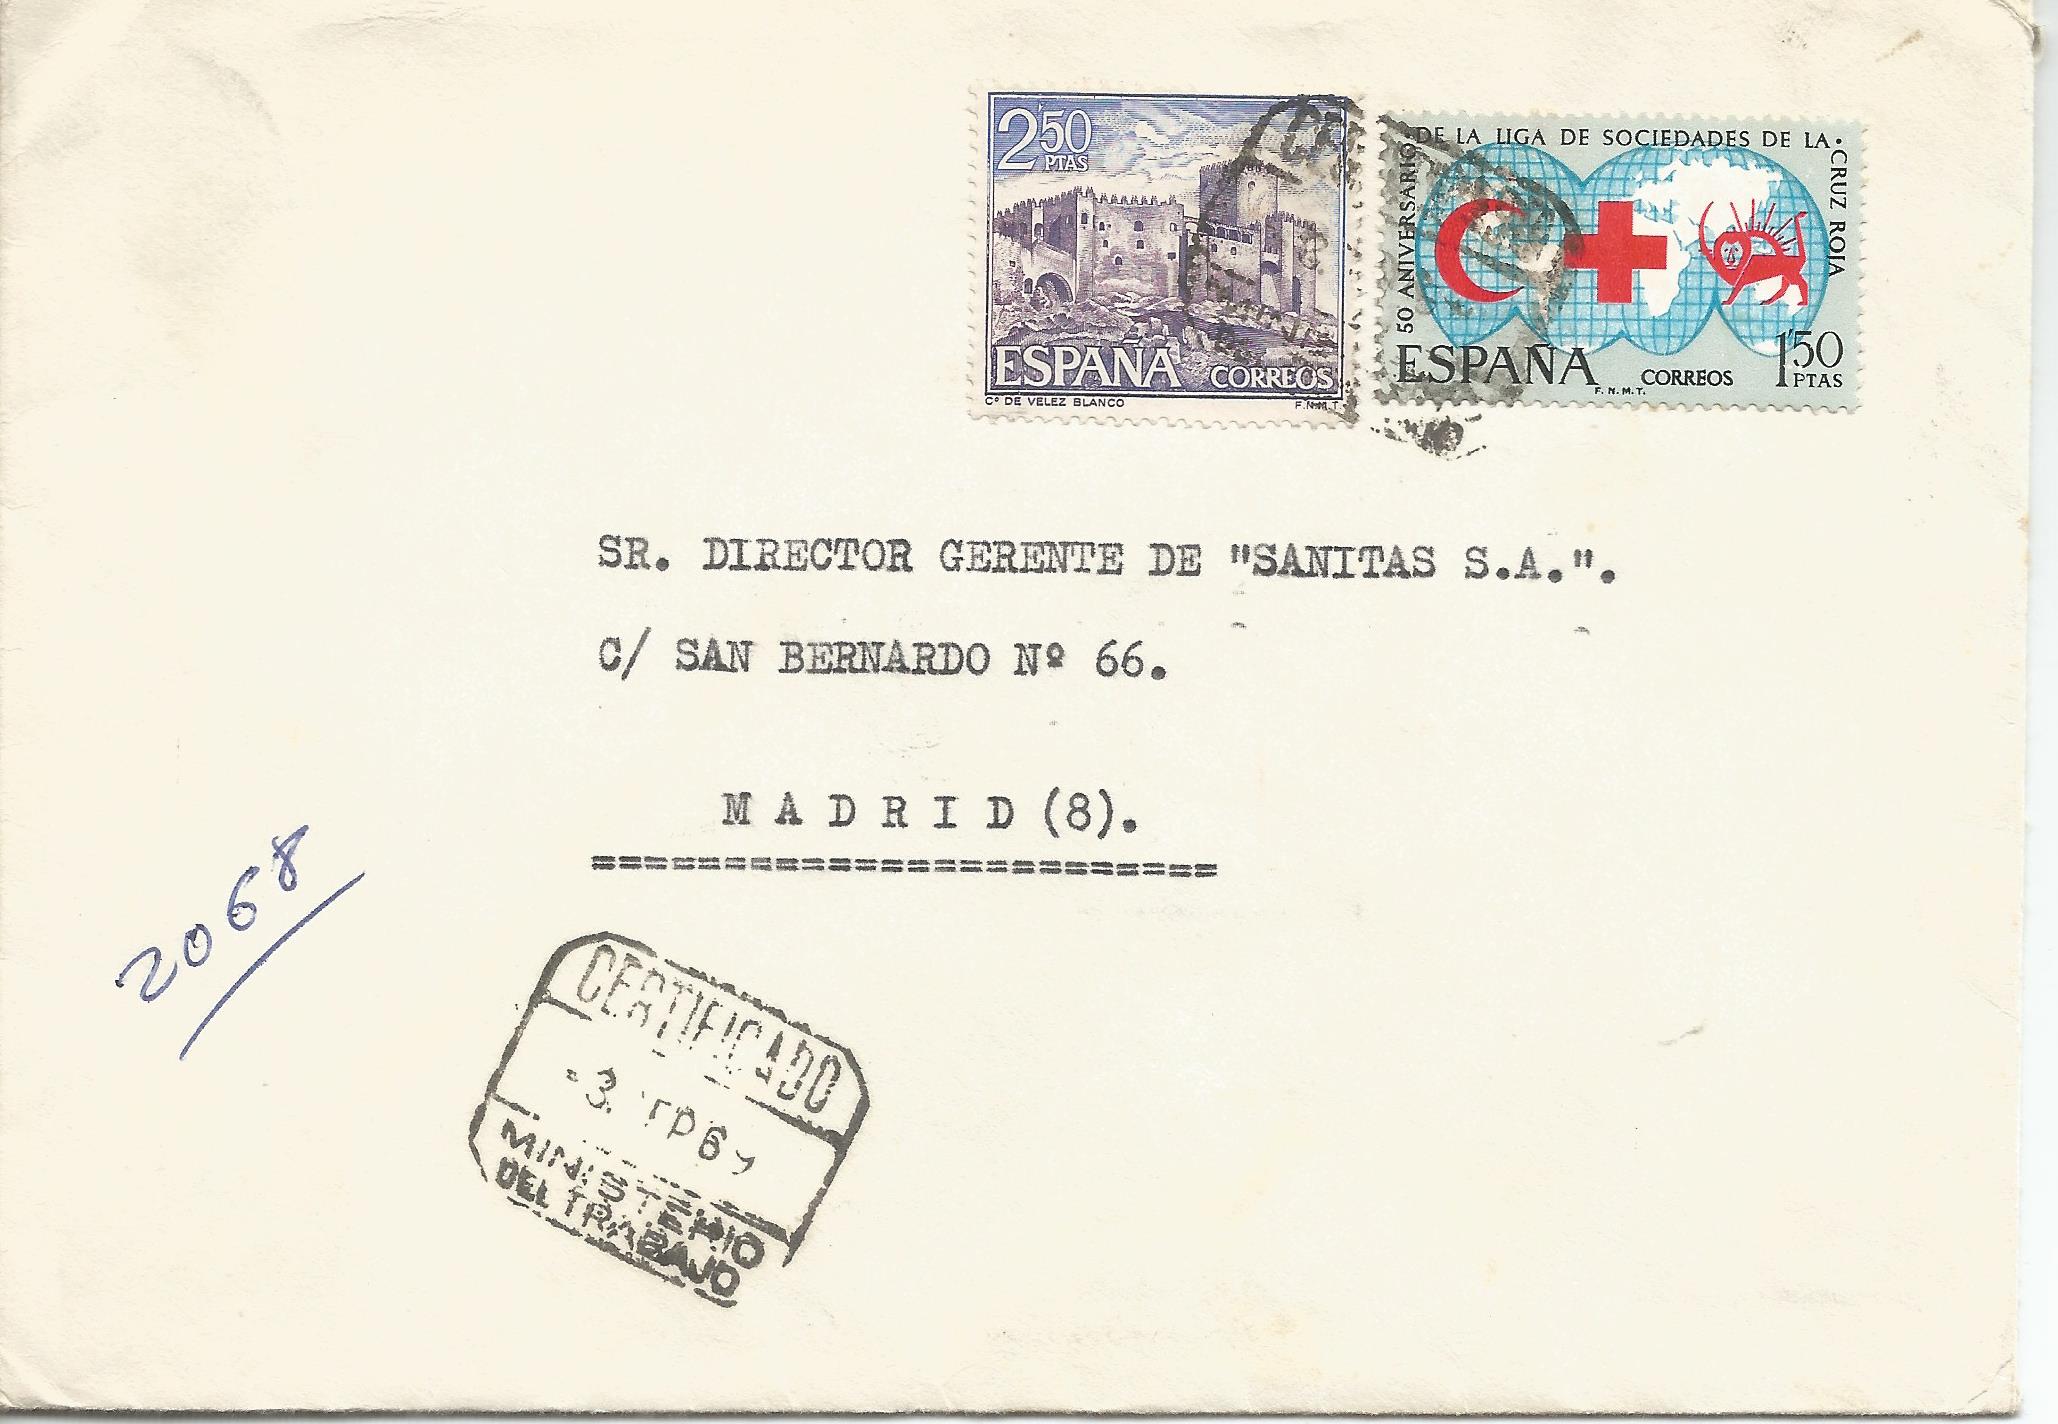 2'50
PTAS
ESPAÑA CORREOS
Cº DE VELEZ BLANCO F.N.M.T.
50 ANIVERSARIO DE LA LIGA DE SOCIEDADES DE LA · CRUZ ROJA
ESPAÑA CORREOS 1'50
PTAS
F.N.M.T.
SR. DIRECTOR GERENTE DE "SANITAS S.A.".
C/ SAN BERNARDO Nº 66.
M A D R I D (8).
========================
2068
CERTIFICADO
-3. 69
MINISTERIO
DEL TRABAJO